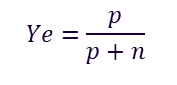 Ye = p / (p + n)